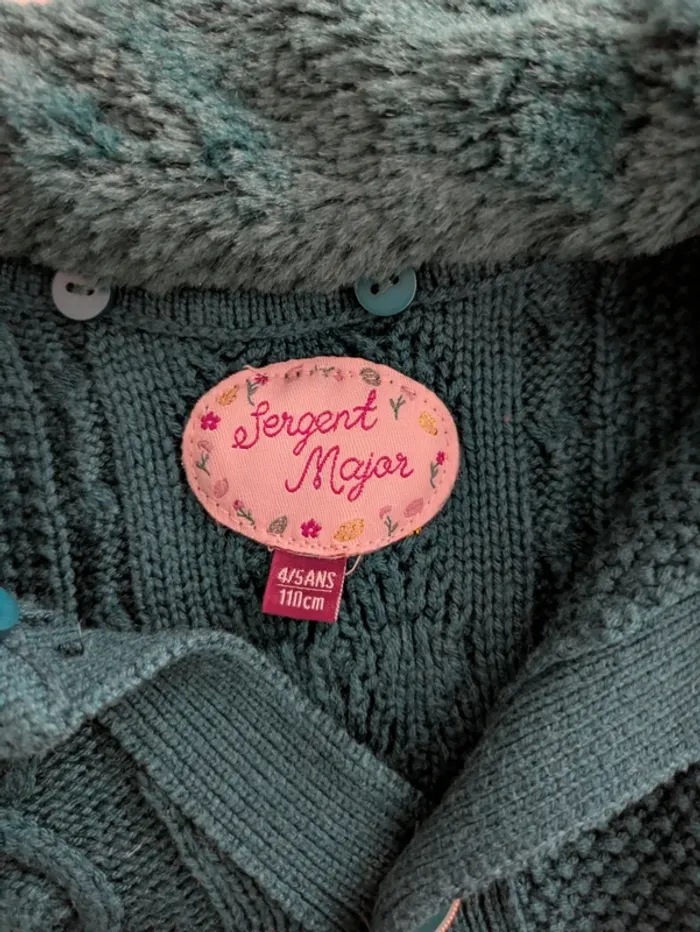 Sergent
Major
4/5ANS
110cm